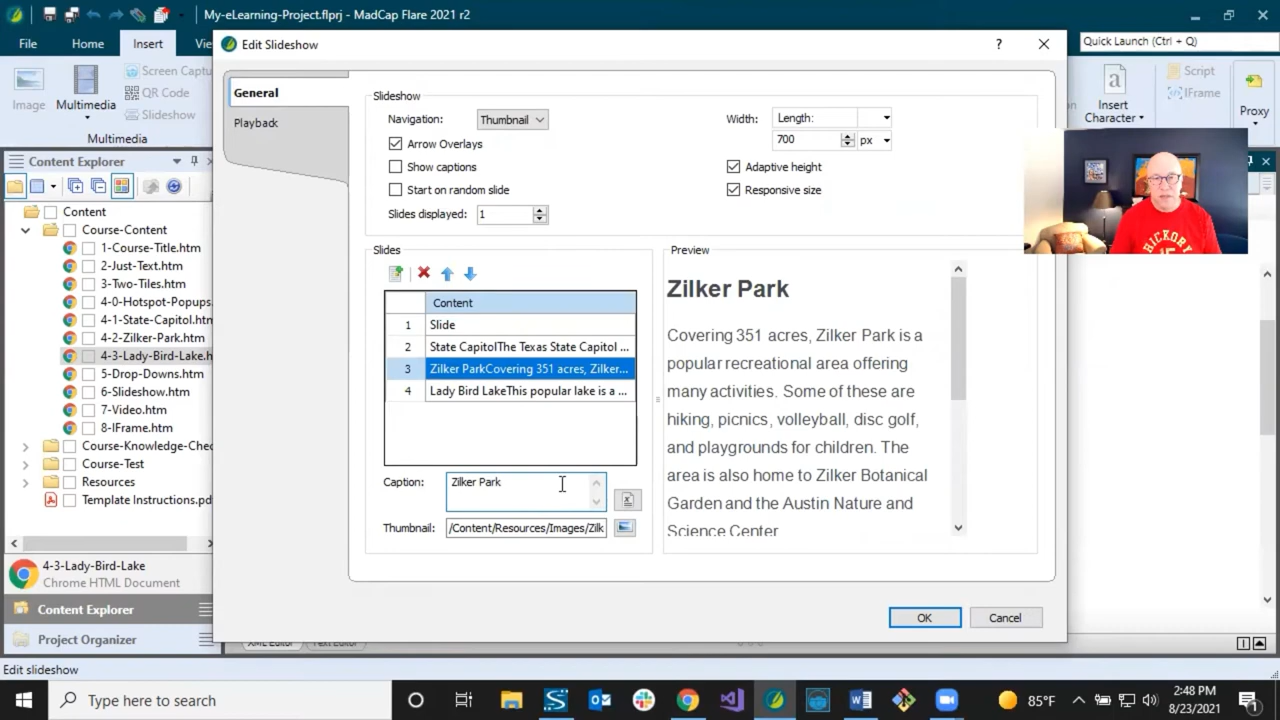 My-eLearning-Project.flprj - MadCap Flare 2021 r2
File
Home
Insert
Vie
Quick Launch (Ctrl + Q)
Image
Multimedia
Screen Captu
QR Code
Slideshow
Multimedia
Insert
Character
Script
IFrame
Proxy
Edit Slideshow
?
General
Playback
Slideshow
Navigation:
Thumbnail
Arrow Overlays
Show captions
Start on random slide
Slides displayed:
1
Width:
Length:
700
px
Adaptive height
Responsive size
Slides
Content
1
Slide
2
State CapitolThe Texas State Capitol ...
3
Zilker ParkCovering 351 acres, Zilker...
4
Lady Bird LakeThis popular lake is a ...
Caption:
Zilker Park
Thumbnail:
/Content/Resources/Images/Zilk
Preview
Zilker Park
Covering 351 acres, Zilker Park is a
popular recreational area offering
many activities. Some of these are
hiking, picnics, volleyball, disc golf,
and playgrounds for children. The
area is also home to Zilker Botanical
Garden and the Austin Nature and
Science Center
OK
Cancel
HICKORY
Content Explorer
Content
Course-Content
1-Course-Title.htm
2-Just-Text.htm
3-Two-Tiles.htm
4-0-Hotspot-Popups.
4-1-State-Capitol.htm
4-2-Zilker-Park.htm
4-3-Lady-Bird-Lake.h
5-Drop-Downs.htm
6-Slideshow.htm
7-Video.htm
8-IFrame.htm
Course-Knowledge-Chec
Course-Test
Resources
Template Instructions.pd
4-3-Lady-Bird-Lake
Chrome HTML Document
Content Explorer
Project Organizer
XML Editor
Text Editor
Edit slideshow
Type here to search
85°F
2:48 PM
8/23/2021
1